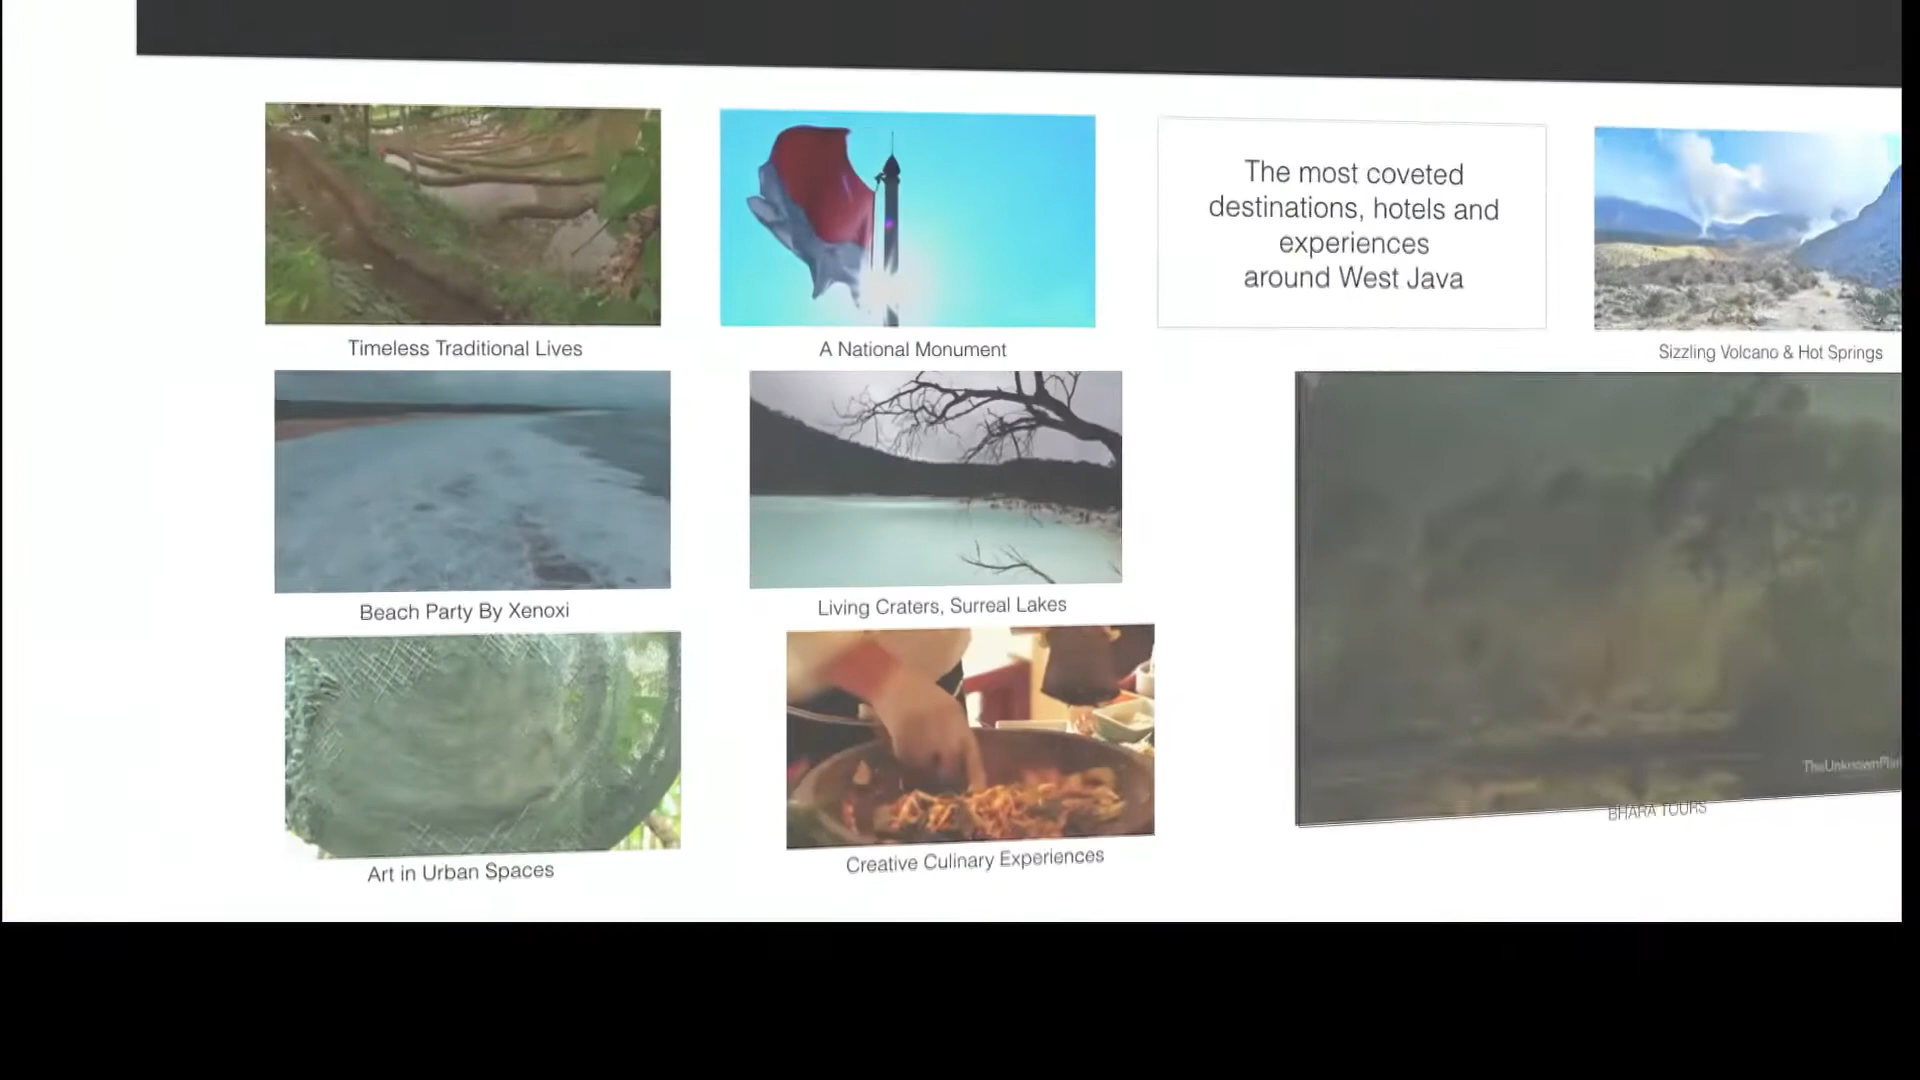 The most coveted
destinations, hotels and
experiences
around West Java
Timeless Traditional Lives
A National Monument
Sizzling Volcano & Hot Springs
Beach Party By Xenoxi
Living Craters, Surreal Lakes
BHARA TOURS
Art in Urban Spaces
Creative Culinary Experiences